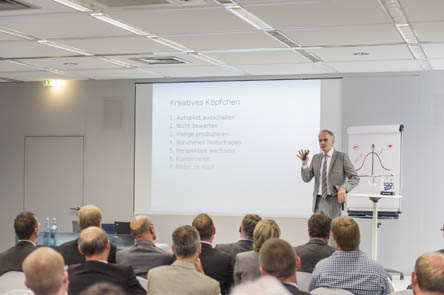 Kreatives Köpfchen
1. Autopilot ausschalten
2. Nicht bewerten
3. Menge produzieren
4. Annahmen hinterfragen
5. Perspektive wechseln
6. Kombinieren
7. Bilder im Kopf